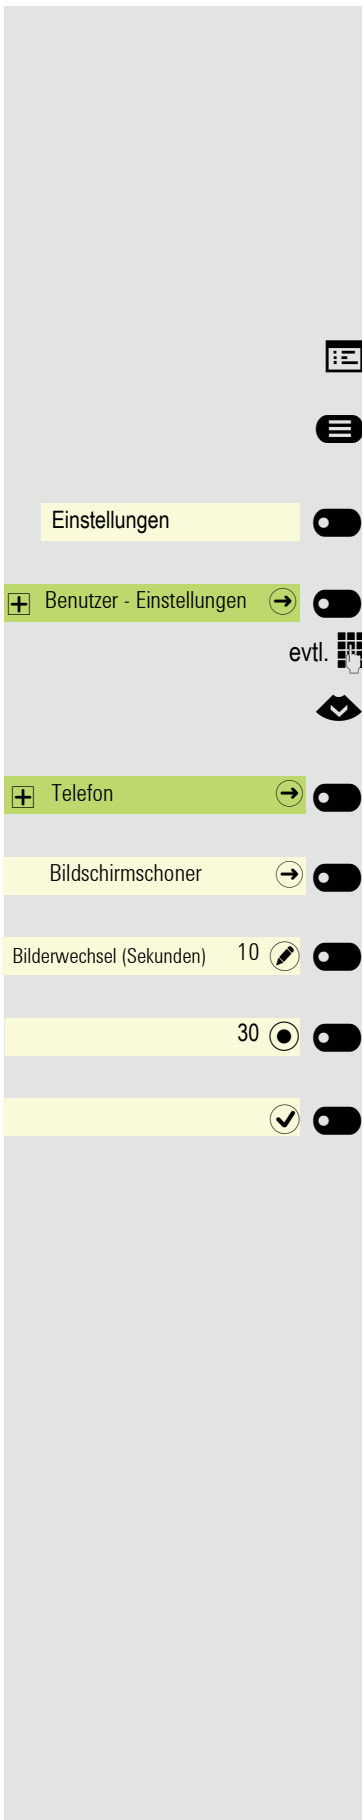 Einstellungen
Benutzer - Einstellungen
evtl.
Telefon
Bildschirmschoner
Bilderwechsel (Sekunden) 10
30